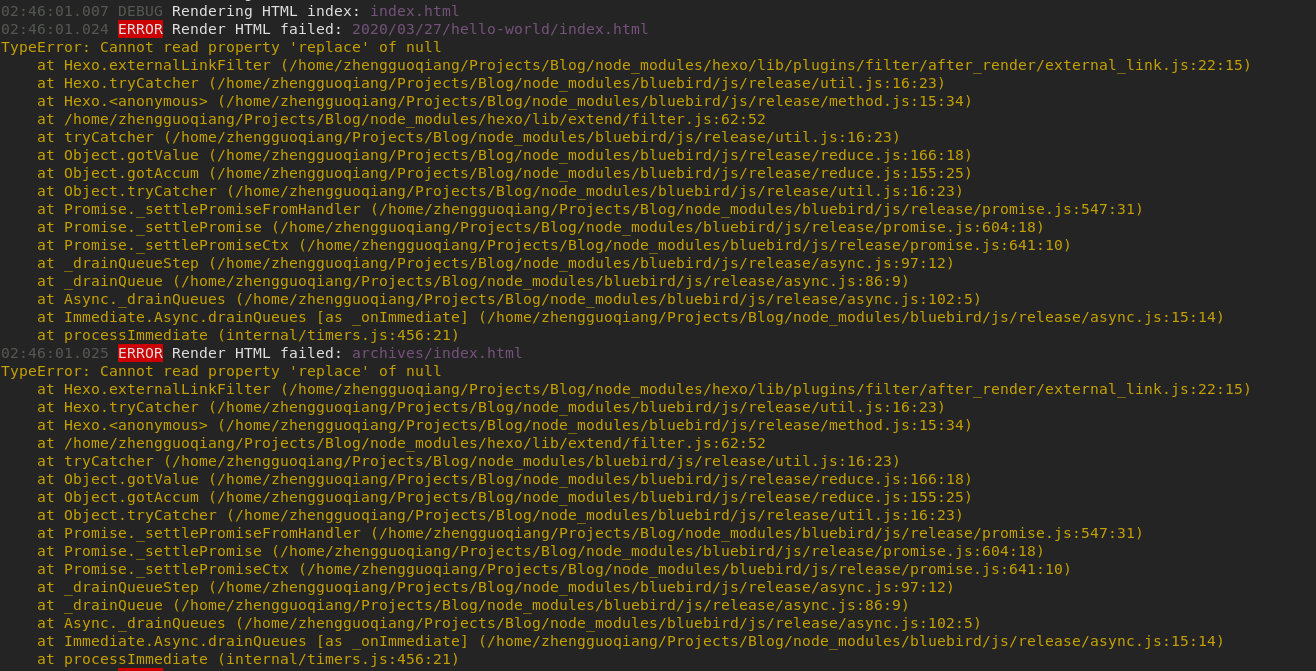 02:46:01.007 DEBUG Rendering HTML index: index.html
02:46:01.024 ERROR Render HTML failed: 2020/03/27/hello-world/index.html
TypeError: Cannot read property 'replace' of null
    at Hexo.externalLinkFilter (/home/zhengguoqiang/Projects/Blog/node_modules/hexo/lib/plugins/filter/after_render/external_link.js:22:15)
    at Hexo.tryCatcher (/home/zhengguoqiang/Projects/Blog/node_modules/bluebird/js/release/util.js:16:23)
    at Hexo.<anonymous> (/home/zhengguoqiang/Projects/Blog/node_modules/bluebird/js/release/method.js:15:34)
    at /home/zhengguoqiang/Projects/Blog/node_modules/hexo/lib/extend/filter.js:62:52
    at tryCatcher (/home/zhengguoqiang/Projects/Blog/node_modules/bluebird/js/release/util.js:16:23)
    at Object.gotValue (/home/zhengguoqiang/Projects/Blog/node_modules/bluebird/js/release/reduce.js:166:18)
    at Object.gotAccum (/home/zhengguoqiang/Projects/Blog/node_modules/bluebird/js/release/reduce.js:155:25)
    at Object.tryCatcher (/home/zhengguoqiang/Projects/Blog/node_modules/bluebird/js/release/util.js:16:23)
    at Promise._settlePromiseFromHandler (/home/zhengguoqiang/Projects/Blog/node_modules/bluebird/js/release/promise.js:547:31)
    at Promise._settlePromise (/home/zhengguoqiang/Projects/Blog/node_modules/bluebird/js/release/promise.js:604:18)
    at Promise._settlePromiseCtx (/home/zhengguoqiang/Projects/Blog/node_modules/bluebird/js/release/promise.js:641:10)
    at _drainQueueStep (/home/zhengguoqiang/Projects/Blog/node_modules/bluebird/js/release/async.js:97:12)
    at _drainQueue (/home/zhengguoqiang/Projects/Blog/node_modules/bluebird/js/release/async.js:86:9)
    at Async._drainQueues (/home/zhengguoqiang/Projects/Blog/node_modules/bluebird/js/release/async.js:102:5)
    at Immediate.Async.drainQueues [as _onImmediate] (/home/zhengguoqiang/Projects/Blog/node_modules/bluebird/js/release/async.js:15:14)
    at processImmediate (internal/timers.js:456:21)
02:46:01.025 ERROR Render HTML failed: archives/index.html
TypeError: Cannot read property 'replace' of null
    at Hexo.externalLinkFilter (/home/zhengguoqiang/Projects/Blog/node_modules/hexo/lib/plugins/filter/after_render/external_link.js:22:15)
    at Hexo.tryCatcher (/home/zhengguoqiang/Projects/Blog/node_modules/bluebird/js/release/util.js:16:23)
    at Hexo.<anonymous> (/home/zhengguoqiang/Projects/Blog/node_modules/bluebird/js/release/method.js:15:34)
    at /home/zhengguoqiang/Projects/Blog/node_modules/hexo/lib/extend/filter.js:62:52
    at tryCatcher (/home/zhengguoqiang/Projects/Blog/node_modules/bluebird/js/release/util.js:16:23)
    at Object.gotValue (/home/zhengguoqiang/Projects/Blog/node_modules/bluebird/js/release/reduce.js:166:18)
    at Object.gotAccum (/home/zhengguoqiang/Projects/Blog/node_modules/bluebird/js/release/reduce.js:155:25)
    at Object.tryCatcher (/home/zhengguoqiang/Projects/Blog/node_modules/bluebird/js/release/util.js:16:23)
    at Promise._settlePromiseFromHandler (/home/zhengguoqiang/Projects/Blog/node_modules/bluebird/js/release/promise.js:547:31)
    at Promise._settlePromise (/home/zhengguoqiang/Projects/Blog/node_modules/bluebird/js/release/promise.js:604:18)
    at Promise._settlePromiseCtx (/home/zhengguoqiang/Projects/Blog/node_modules/bluebird/js/release/promise.js:641:10)
    at _drainQueueStep (/home/zhengguoqiang/Projects/Blog/node_modules/bluebird/js/release/async.js:97:12)
    at _drainQueue (/home/zhengguoqiang/Projects/Blog/node_modules/bluebird/js/release/async.js:86:9)
    at Async._drainQueues (/home/zhengguoqiang/Projects/Blog/node_modules/bluebird/js/release/async.js:102:5)
    at Immediate.Async.drainQueues [as _onImmediate] (/home/zhengguoqiang/Projects/Blog/node_modules/bluebird/js/release/async.js:15:14)
    at processImmediate (internal/timers.js:456:21)